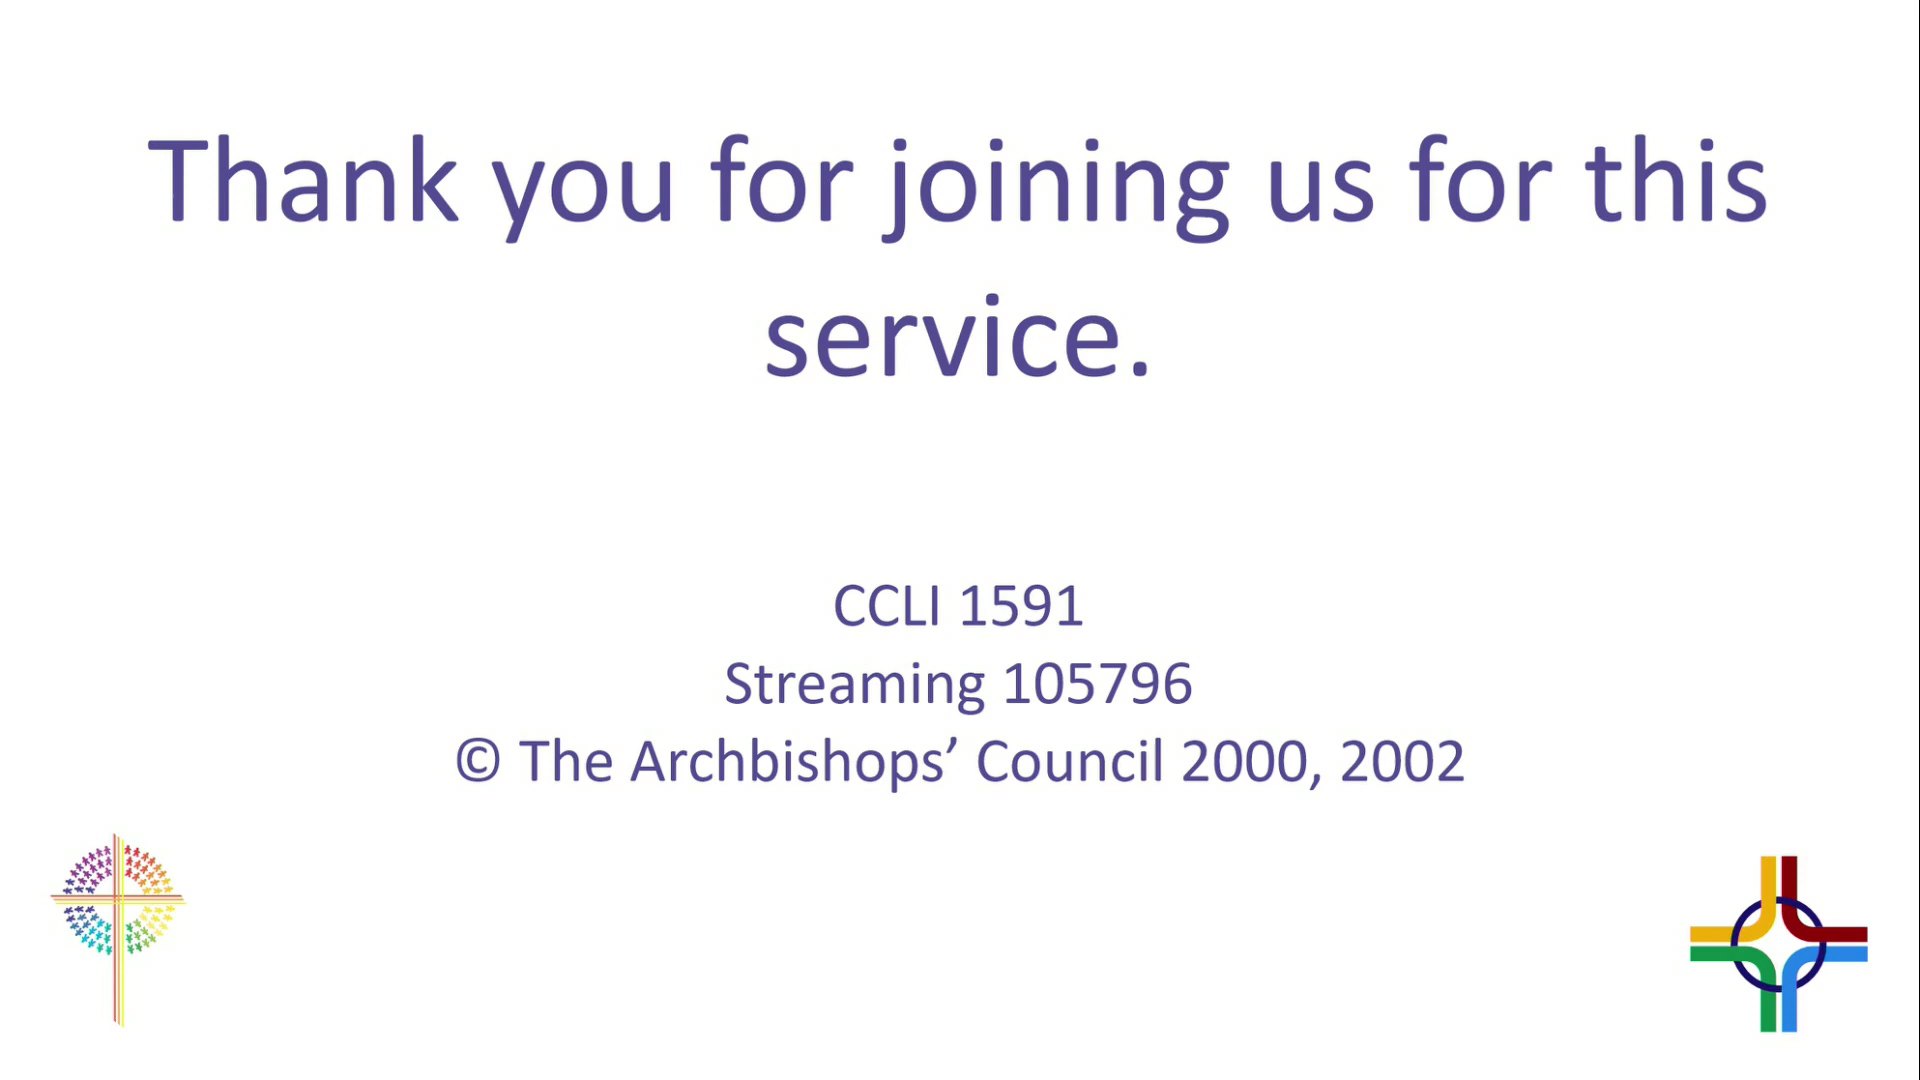 Thank you for joining us for this
service.
CCLI 1591
Streaming 105796
© The Archbishops’ Council 2000, 2002